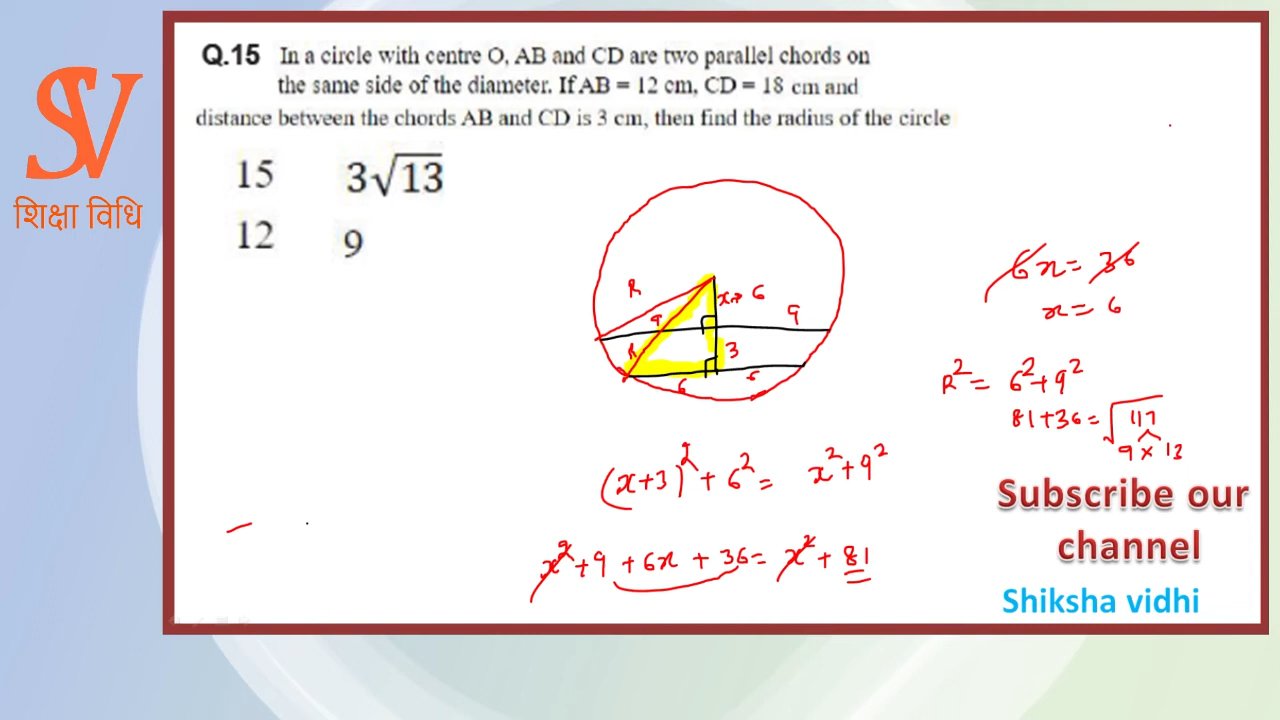 SV
शिक्षा विधि
Q.15 In a circle with centre O, AB and CD are two parallel chords on
the same side of the diameter. If AB = 12 cm, CD = 18 cm and
distance between the chords AB and CD is 3 cm, then find the radius of the circle
15 3√13
12 9
R
x→ 6
9
9
R
3
6
6
6x = 36
x = 6
R² = 6² + 9²
81 + 36 = √117
9 × 13
(x+3)² + 6² = x² + 9²
x² + 9 + 6x + 36 = x² + 81
Subscribe our
channel
Shiksha vidhi